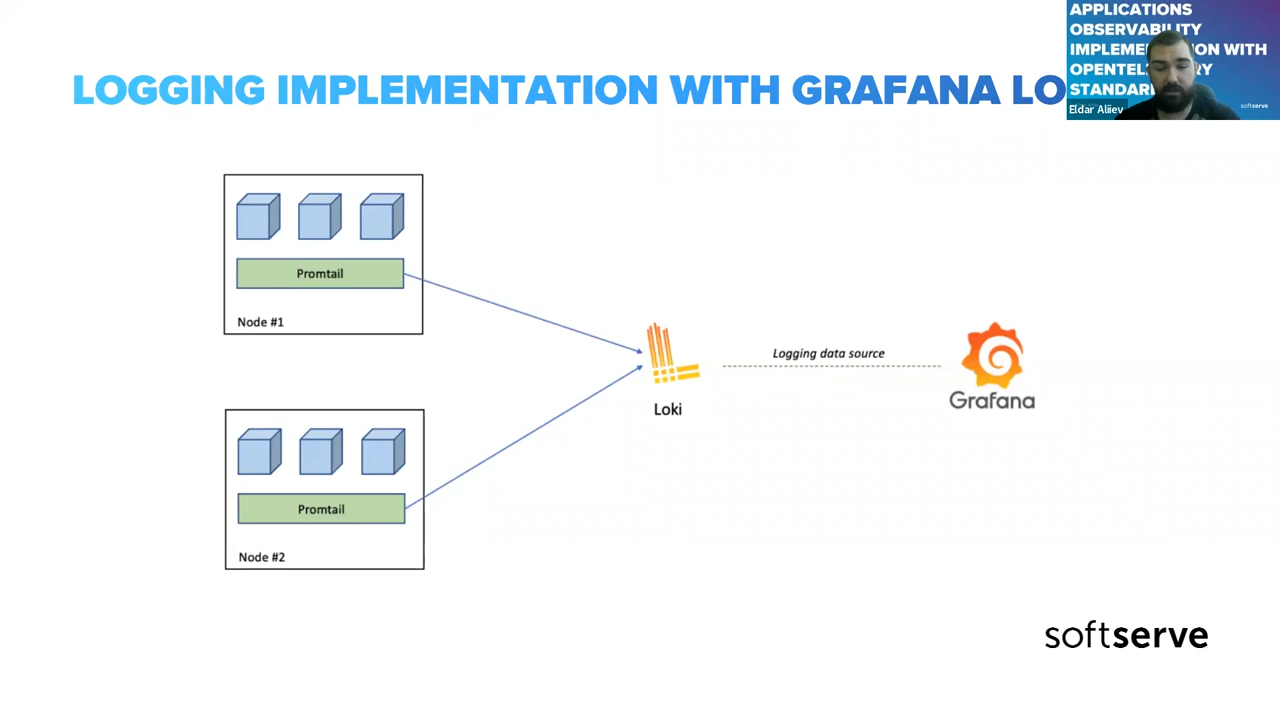 APPLICATIONS
OBSERVABILITY
WITH
STANDAR
Eldar Aliiev
softserve
LOGGING IMPLEMENTATION WITH GRAFANA LO
Promtail
Node #1
Logging data source
Loki
Grafana
Promtail
Node #2
softserve